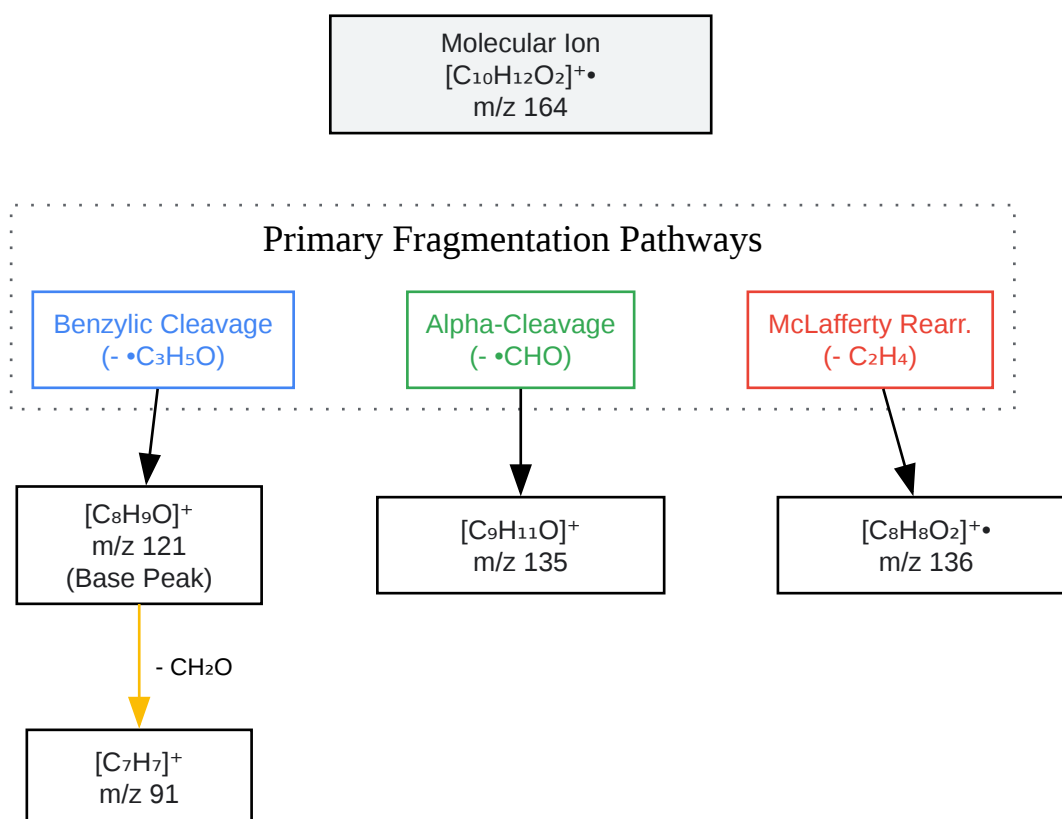 Molecular Ion
[C₁₀H₁₂O₂]⁺•
m/z 164
Primary Fragmentation Pathways
Benzylic Cleavage
(- •C₃H₅O)
Alpha-Cleavage
(- •CHO)
McLafferty Rearr.
(- C₂H₄)
[C₈H₉O]⁺
m/z 121
(Base Peak)
[C₉H₁₁O]⁺
m/z 135
[C₈H₈O₂]⁺•
m/z 136
- CH₂O
[C₇H₇]⁺
m/z 91